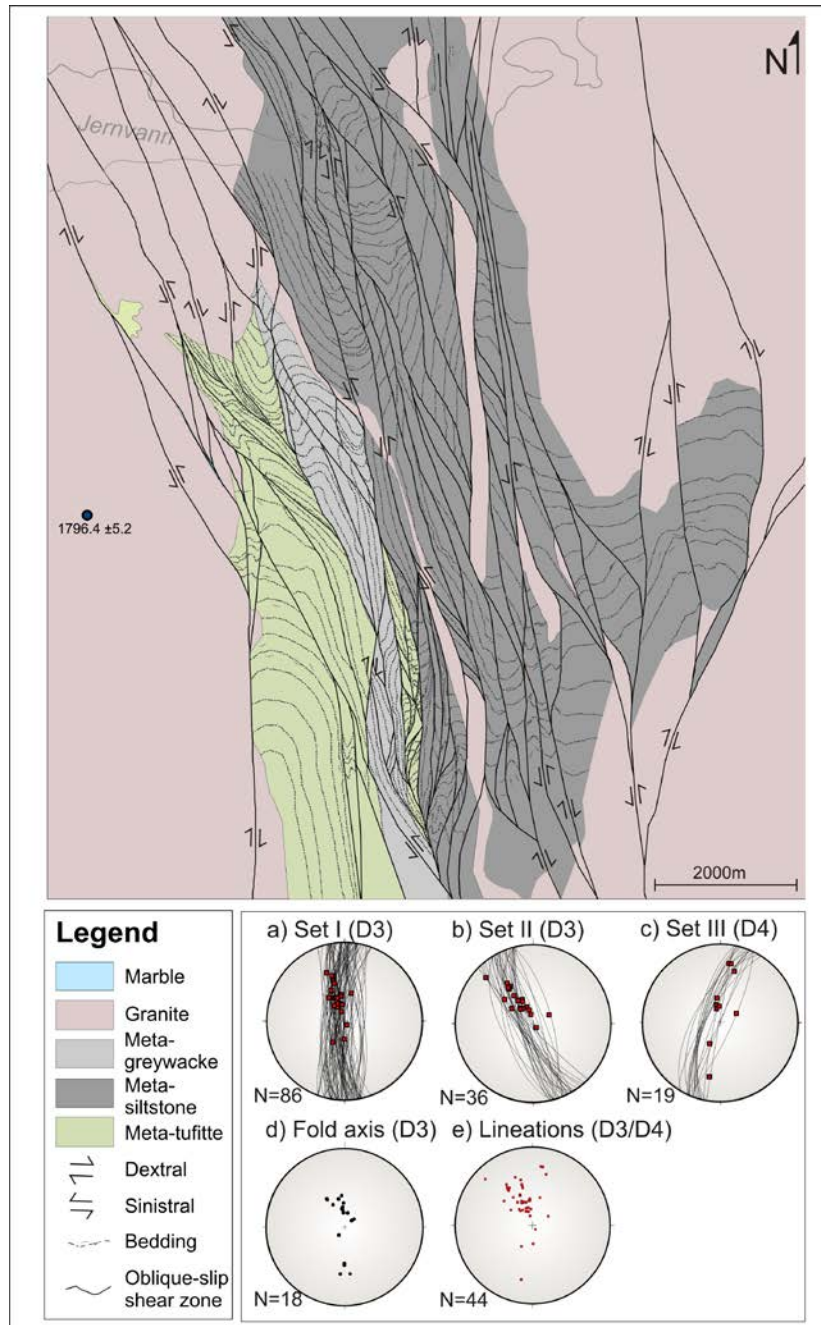 N
Jernvann
1796.4 ±5.2
2000m
Legend
Marble
Granite
Meta-
greywacke
Meta-
siltstone
Meta-tufitte
Dextral
Sinistral
Bedding
Oblique-slip
shear zone
a) Set I (D3)
b) Set II (D3)
c) Set III (D4)
N=86
N=36
N=19
d) Fold axis (D3)
e) Lineations (D3/D4)
N=18
N=44